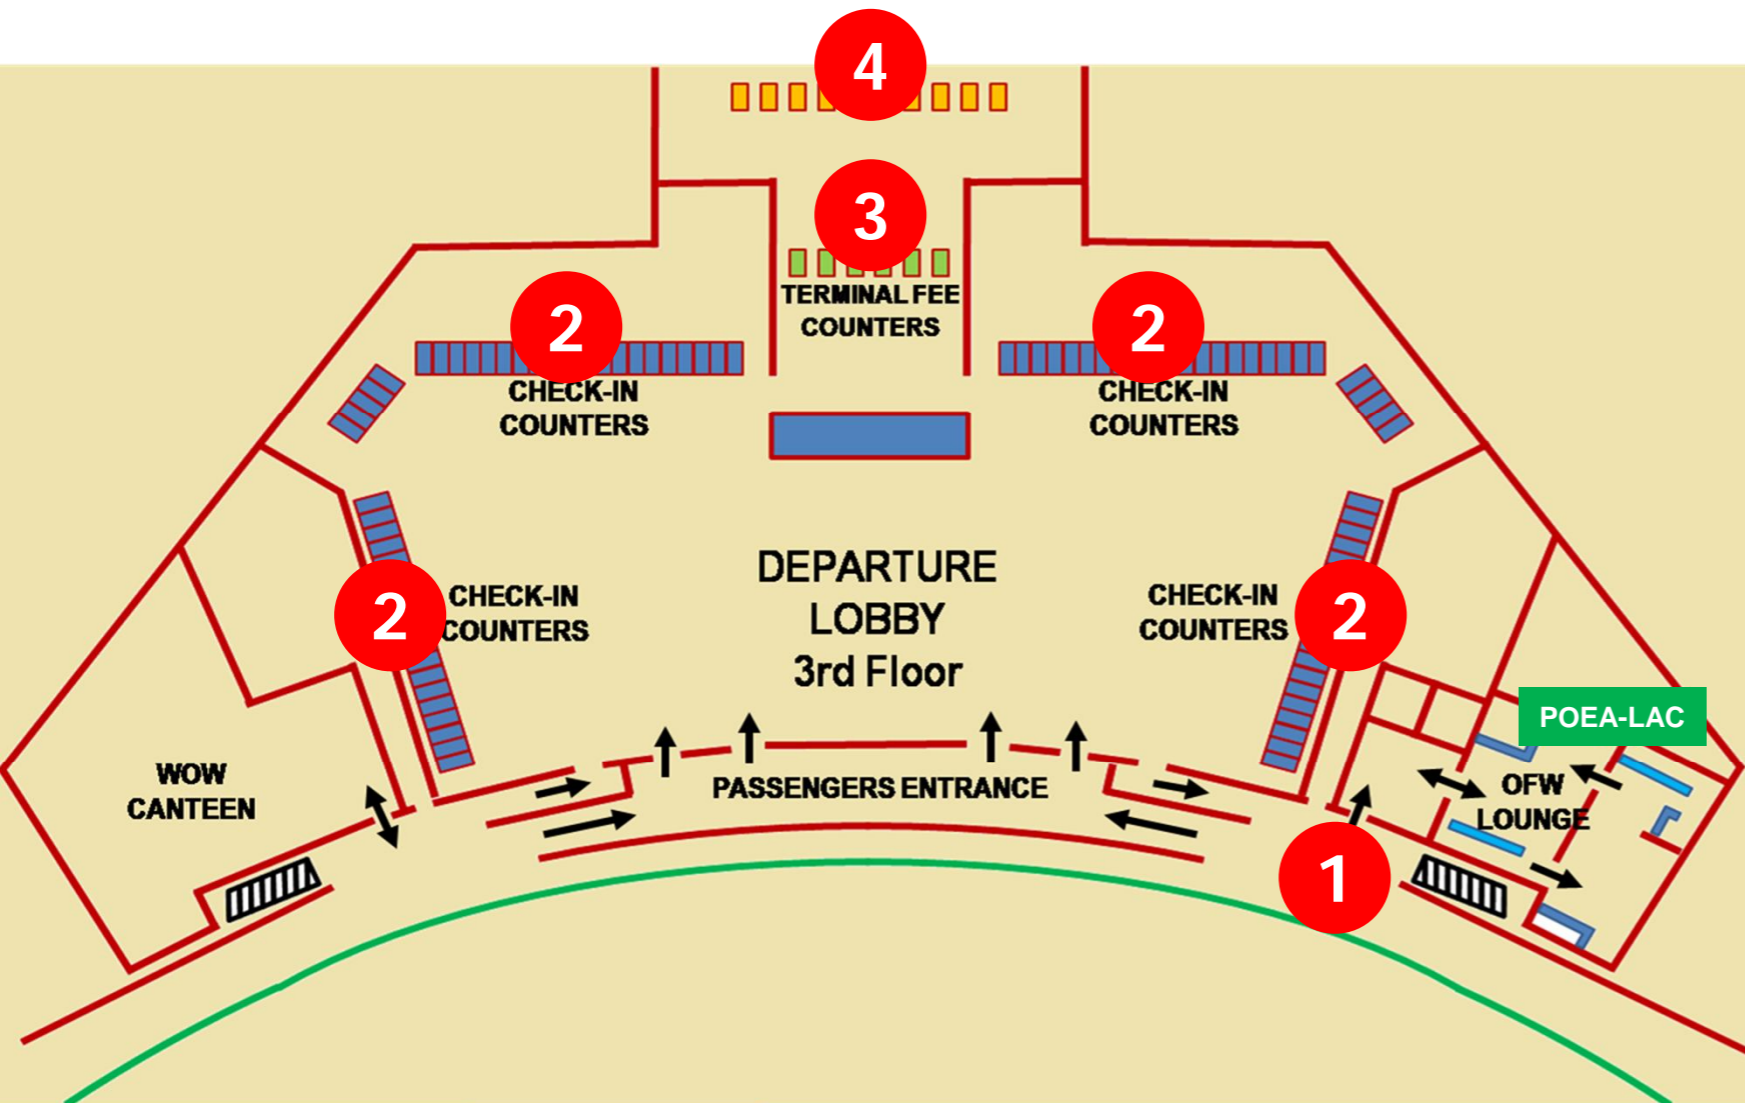 4
3
TERMINAL FEE
COUNTERS
2
CHECK-IN
COUNTERS
2
CHECK-IN
COUNTERS
DEPARTURE
LOBBY
3rd Floor
2
CHECK-IN
COUNTERS
CHECK-IN
COUNTERS
2
POEA-LAC
WOW
CANTEEN
PASSENGERS ENTRANCE
OFW
LOUNGE
1